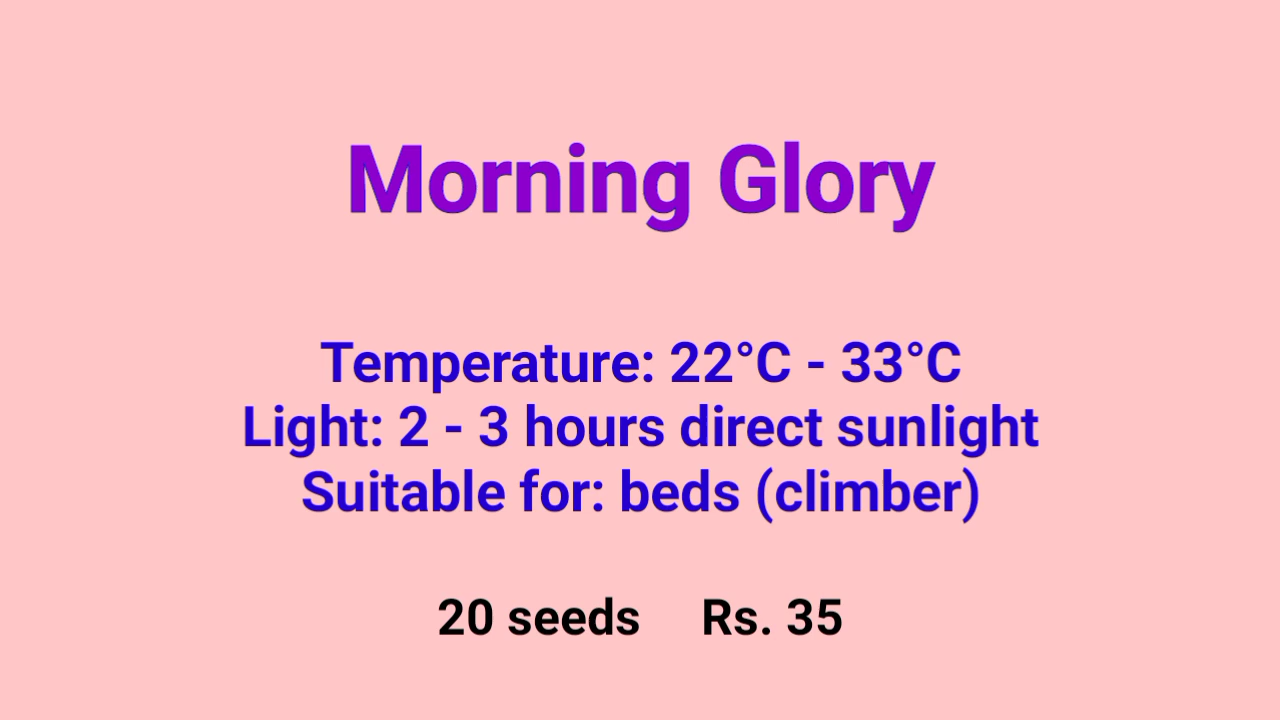 Morning Glory
Temperature: 22°C - 33°C
Light: 2 - 3 hours direct sunlight
Suitable for: beds (climber)
20 seeds Rs. 35